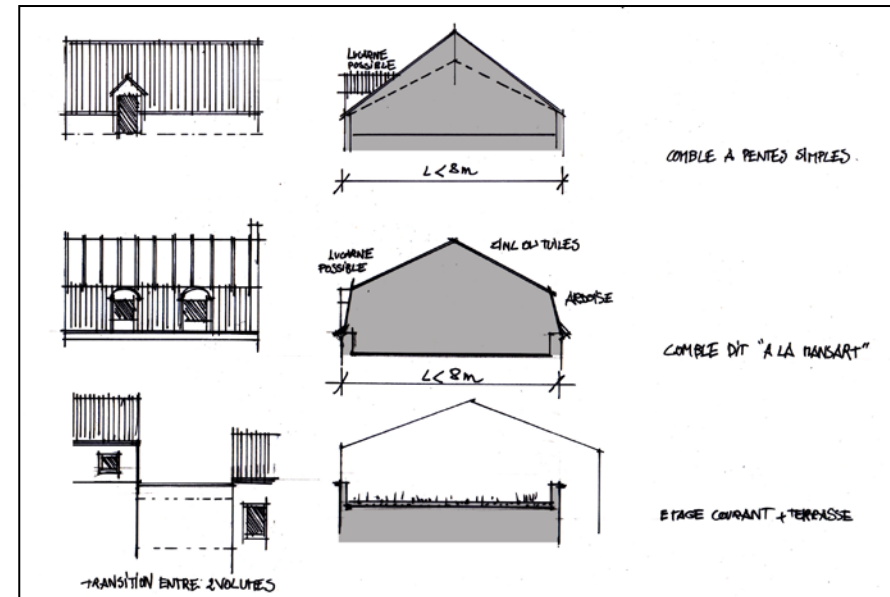 LUCARNE
POSSIBLE
COMBLE A PENTES SIMPLES
L < 8m
LUCARNE
POSSIBLE
ZINC OU TUILES
ARDOISE
COMBLE DIT "A LA MANSART"
L < 8m
ETAGE COURANT + TERRASSE
TRANSITION ENTRE 2 VOLUMES